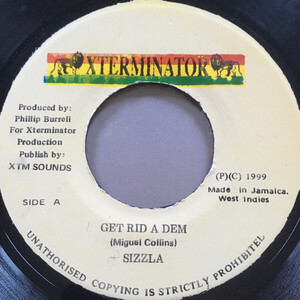 XTERMINATOR
Produced by:
Phillip Burrell
For Xterminator
Production
Publish by:
XTM SOUNDS
(P)(C) 1999
Made in Jamaica.
West Indies
SIDE A
GET RID A DEM
(Miguel Collins)
SIZZLA
UNAUTHORISED COPYING IS STRICTLY PROHIBITEL